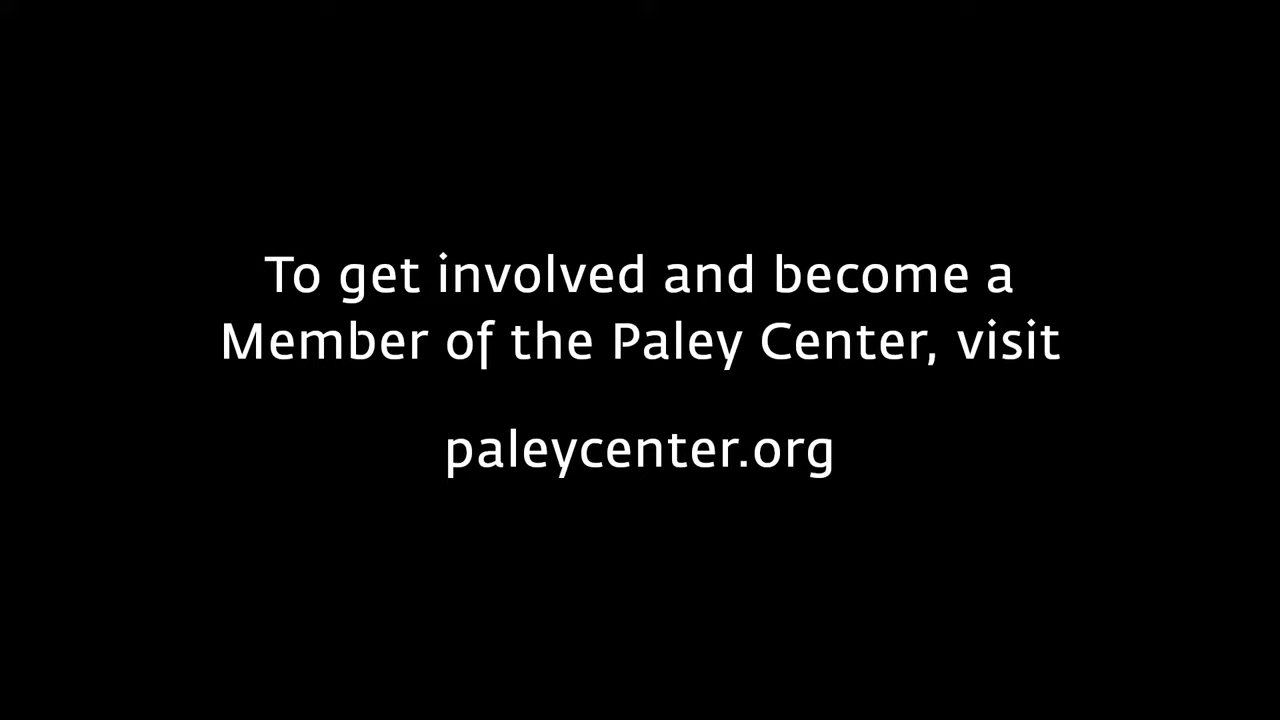 To get involved and become a
Member of the Paley Center, visit
paleycenter.org